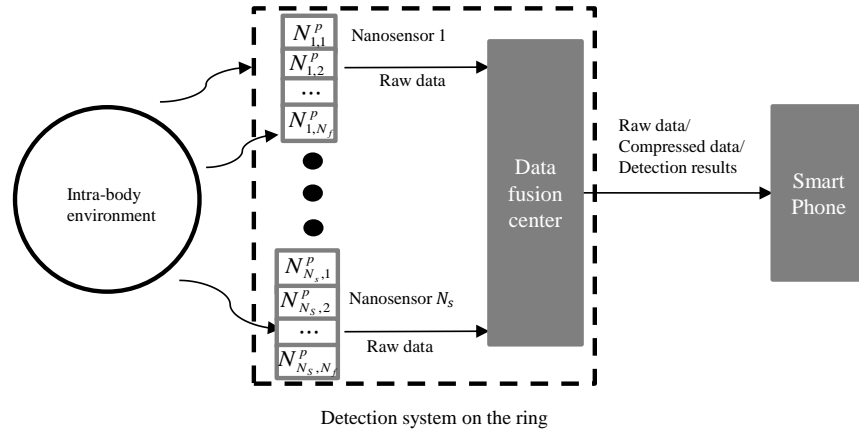 Intra-body
environment
N^p_{1,1}
N^p_{1,2}
...
N^p_{1,N_f}
Nanosensor 1
Raw data
N^p_{N_s,1}
N^p_{N_S,2}
...
N^p_{N_S,N_f}
Nanosensor N_S
Raw data
Data
fusion
center
Raw data/
Compressed data/
Detection results
Smart
Phone
Detection system on the ring